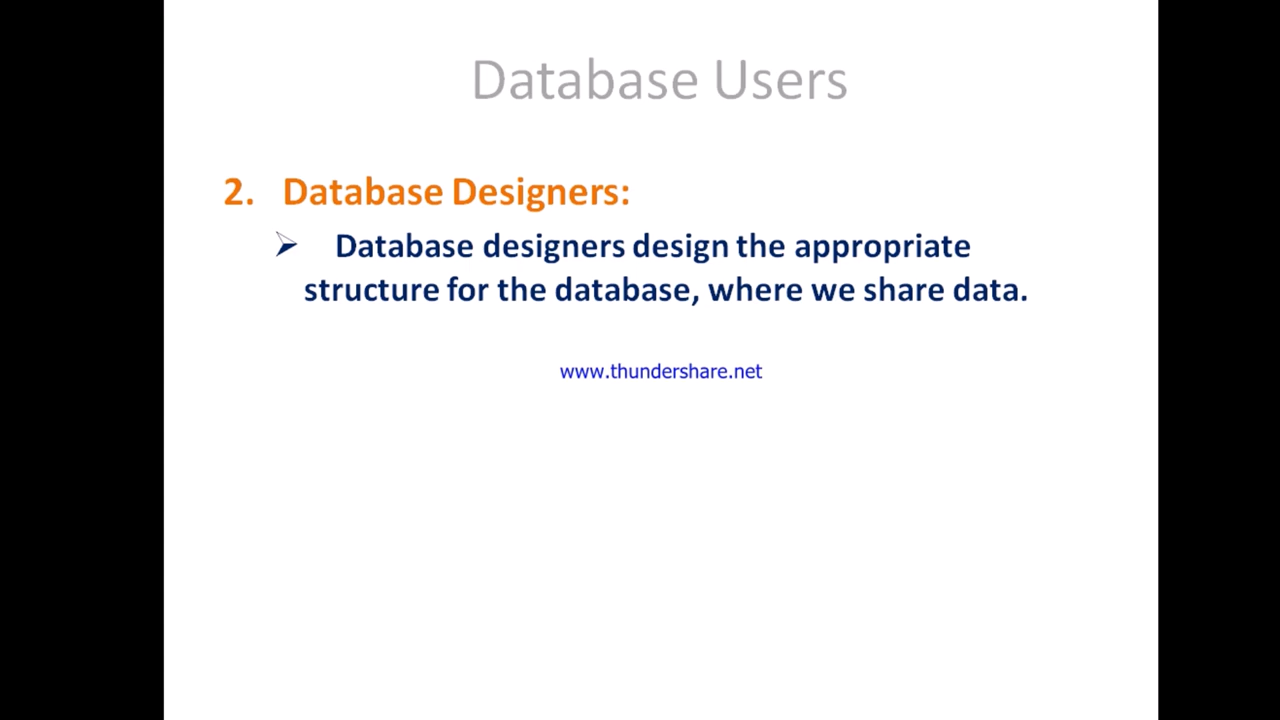 Database Users
2. Database Designers:
➢ Database designers design the appropriate
structure for the database, where we share data.
www.thundershare.net